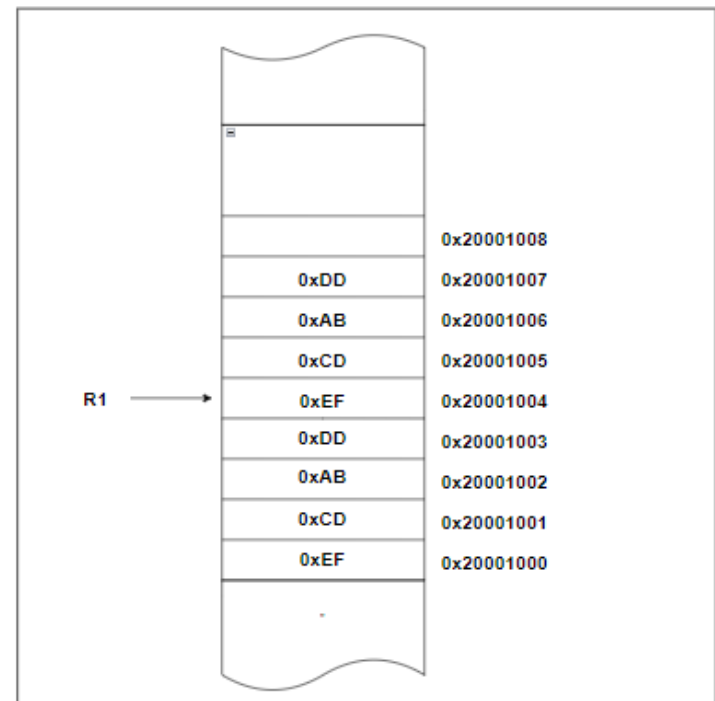 0x20001008
0xDD 0x20001007
0xAB 0x20001006
0xCD 0x20001005
R1 0xEF 0x20001004
0xDD 0x20001003
0xAB 0x20001002
0xCD 0x20001001
0xEF 0x20001000